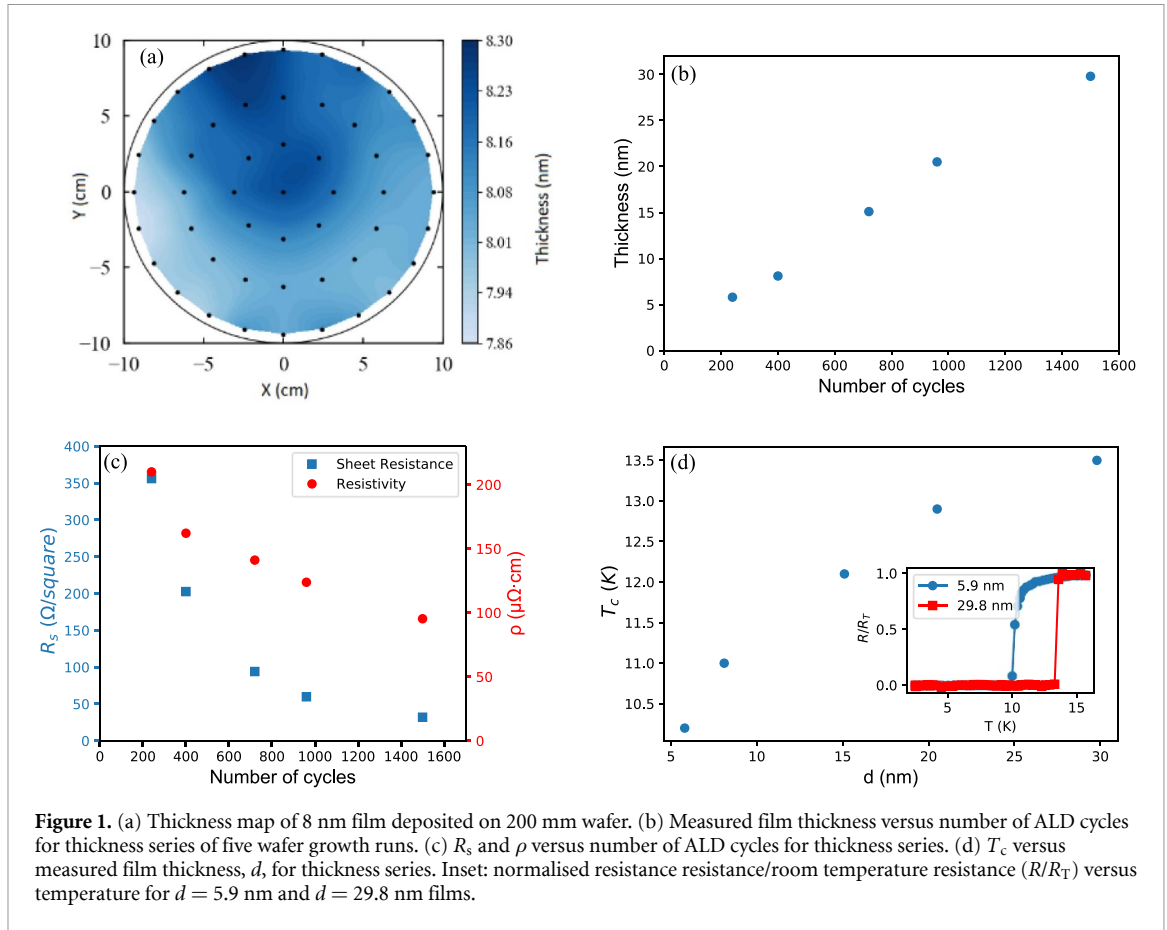 (a)
10
5
0
−5
−10
Y (cm)
−10 −5 0 5 10
X (cm)
8.30
8.23
8.16
8.08
8.01
7.94
7.86
Thickness (nm)
(b)
30
25
20
15
10
5
0
Thickness (nm)
0 200 400 600 800 1000 1200 1400 1600
Number of cycles
(c)
400
350
300
250
200
150
100
50
0
R_s (Ω/square)
Sheet Resistance
Resistivity
200
150
100
50
0
ρ (μΩ·cm)
0 200 400 600 800 1000 1200 1400 1600
Number of cycles
(d)
13.5
13.0
12.5
12.0
11.5
11.0
10.5
T_c (K)
5 10 15 20 25 30
d (nm)
5.9 nm
29.8 nm
1.0
0.5
0.0
R/R_T
5 10 15
T (K)
Figure 1. (a) Thickness map of 8 nm film deposited on 200 mm wafer. (b) Measured film thickness versus number of ALD cycles
for thickness series of five wafer growth runs. (c) R_s and ρ versus number of ALD cycles for thickness series. (d) T_c versus
measured film thickness, d, for thickness series. Inset: normalised resistance resistance/room temperature resistance (R/R_T) versus
temperature for d = 5.9 nm and d = 29.8 nm films.